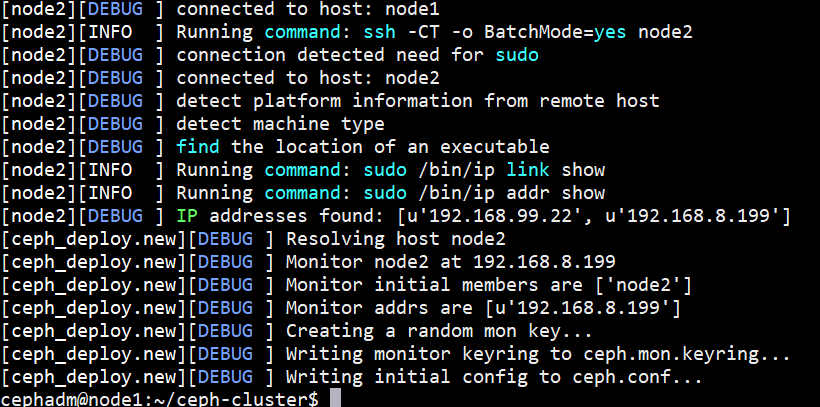 [node2][DEBUG ] connected to host: node1
[node2][INFO  ] Running command: ssh -CT -o BatchMode=yes node2
[node2][DEBUG ] connection detected need for sudo
[node2][DEBUG ] connected to host: node2
[node2][DEBUG ] detect platform information from remote host
[node2][DEBUG ] detect machine type
[node2][DEBUG ] find the location of an executable
[node2][INFO  ] Running command: sudo /bin/ip link show
[node2][INFO  ] Running command: sudo /bin/ip addr show
[node2][DEBUG ] IP addresses found: [u'192.168.99.22', u'192.168.8.199']
[ceph_deploy.new][DEBUG ] Resolving host node2
[ceph_deploy.new][DEBUG ] Monitor node2 at 192.168.8.199
[ceph_deploy.new][DEBUG ] Monitor initial members are ['node2']
[ceph_deploy.new][DEBUG ] Monitor addrs are [u'192.168.8.199']
[ceph_deploy.new][DEBUG ] Creating a random mon key...
[ceph_deploy.new][DEBUG ] Writing monitor keyring to ceph.mon.keyring...
[ceph_deploy.new][DEBUG ] Writing initial config to ceph.conf...
cephadm@node1:~/ceph-cluster$